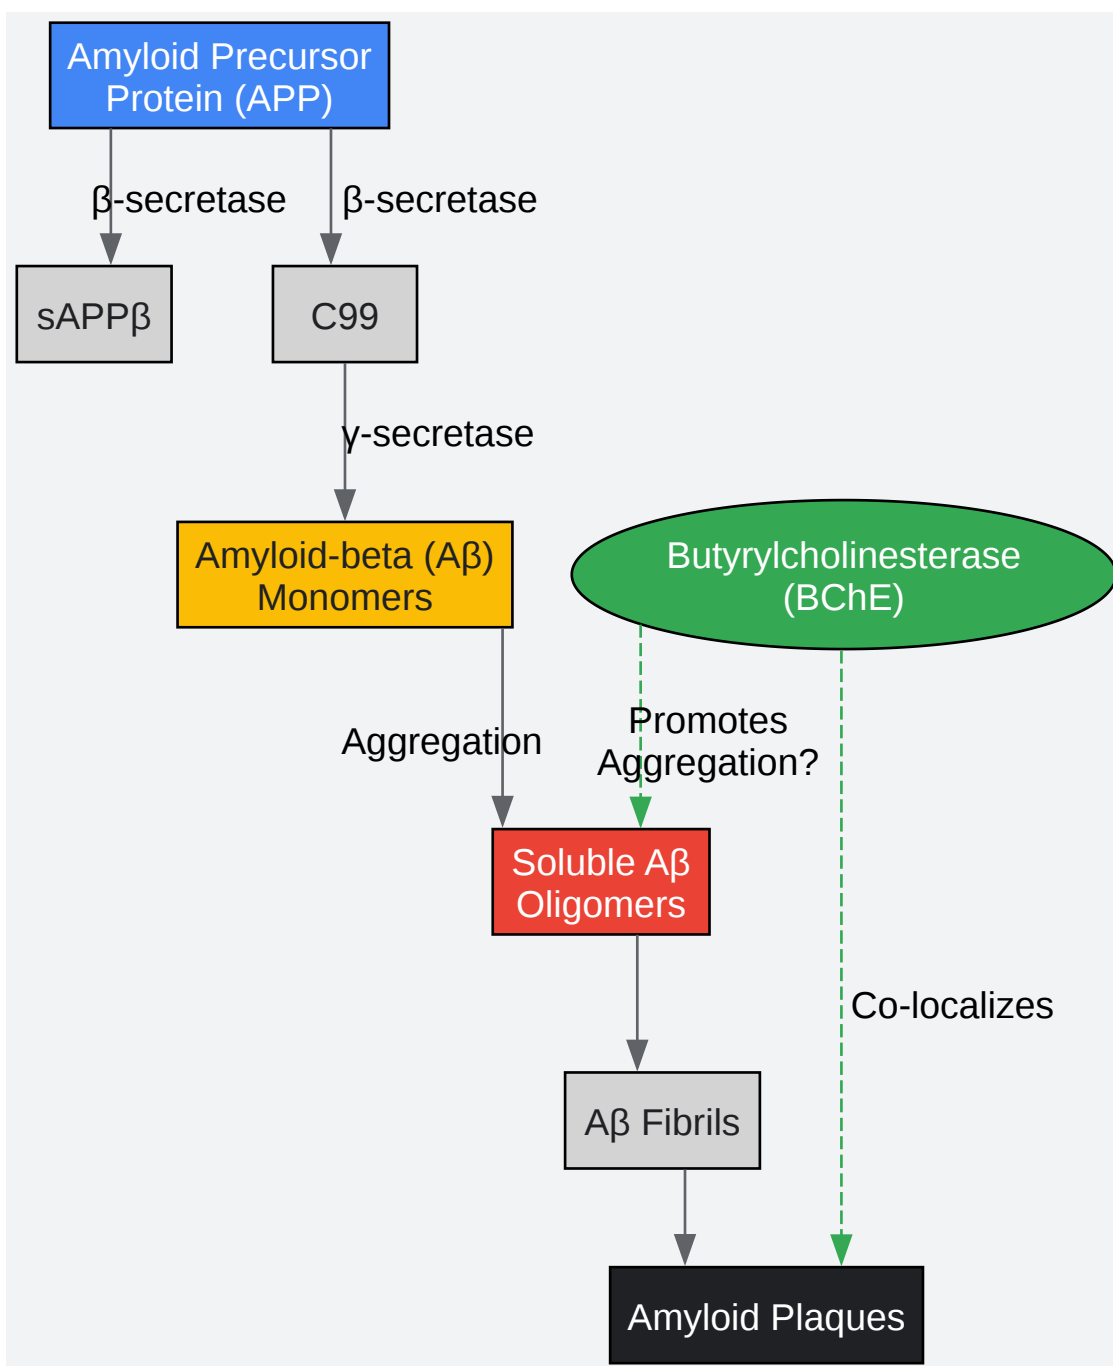 Amyloid Precursor
Protein (APP)
β-secretase
β-secretase
sAPPβ
C99
γ-secretase
Amyloid-beta (Aβ)
Monomers
Butyrylcholinesterase
(BChE)
Aggregation
Promotes
Aggregation?
Soluble Aβ
Oligomers
Co-localizes
Aβ Fibrils
Amyloid Plaques